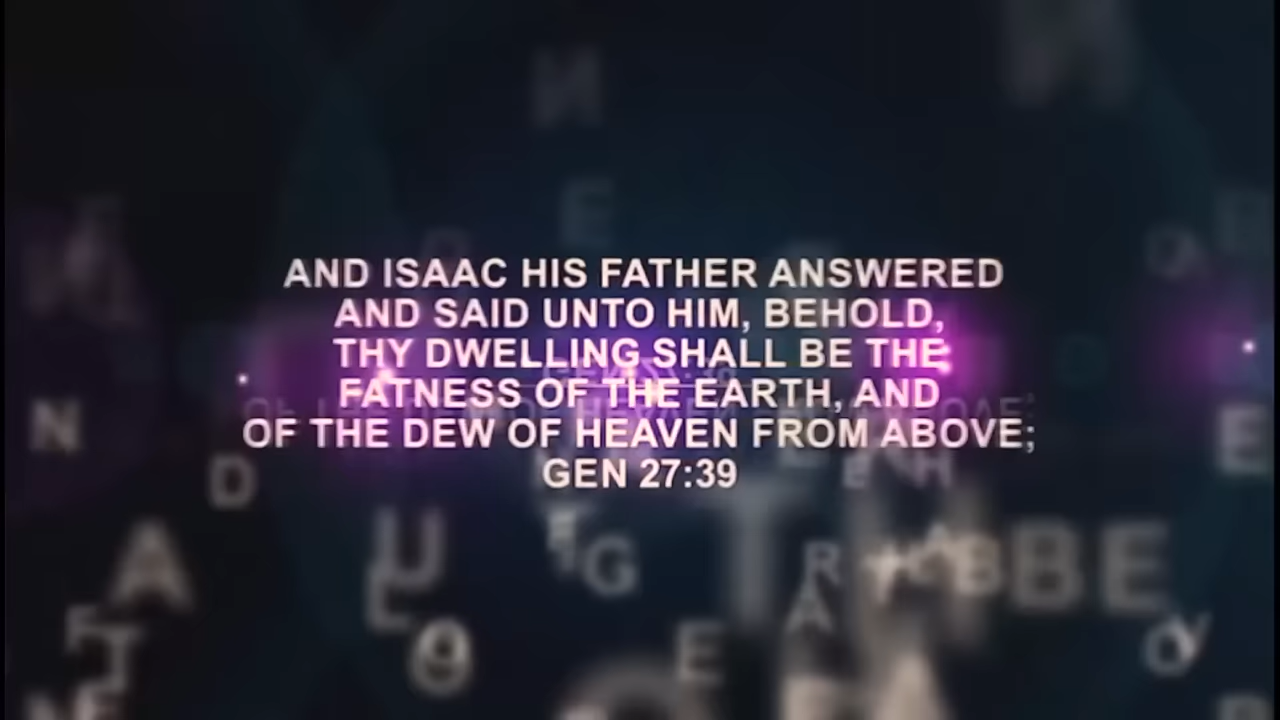 AND ISAAC HIS FATHER ANSWERED
AND SAID UNTO HIM, BEHOLD,
THY DWELLING SHALL BE THE
FATNESS OF THE EARTH, AND
OF THE DEW OF HEAVEN FROM ABOVE;
GEN 27:39